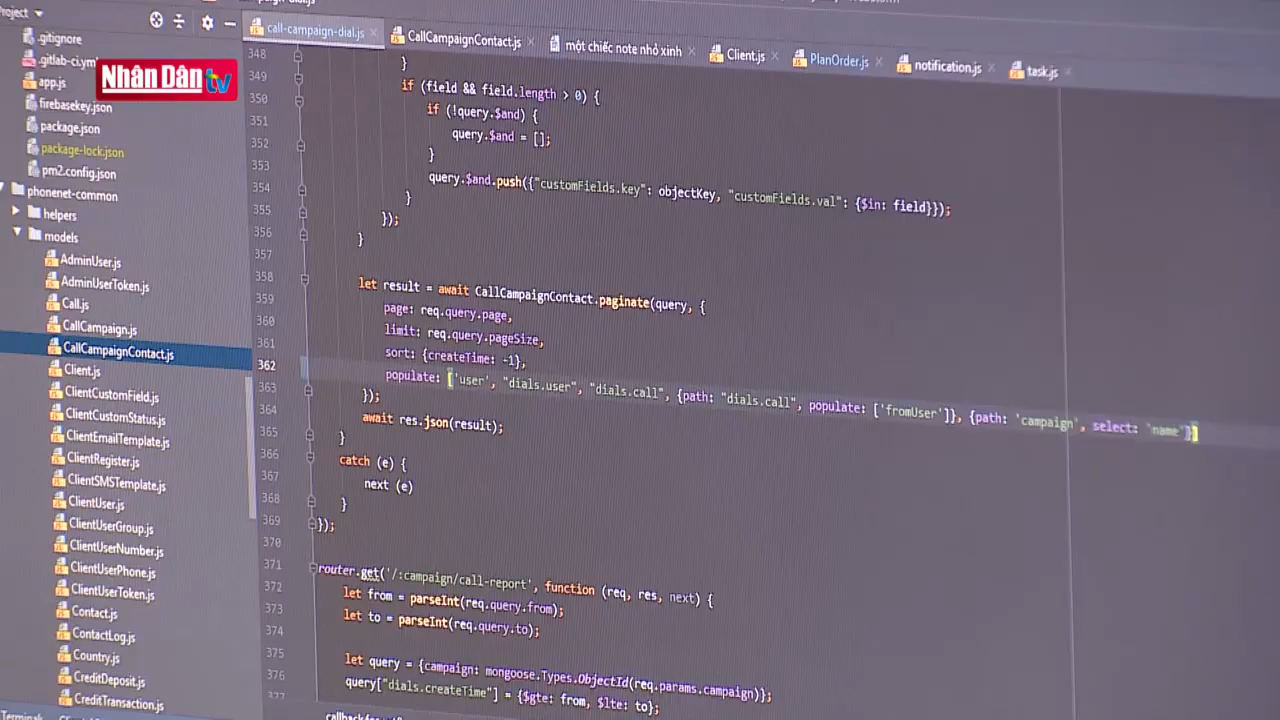 Project
call-campaign-dial.js
CallCampaignContact.js
một chiếc note nhỏ xinh
Client.js
PlanOrder.js
notification.js
task.js
Nhân Dân tv
.gitignore
.gitlab-ci.yml
app.js
firebasekey.json
package.json
package-lock.json
pm2.config.json
phonenet-common
helpers
models
AdminUser.js
AdminUserToken.js
Call.js
CallCampaign.js
CallCampaignContact.js
Client.js
ClientCustomField.js
ClientCustomStatus.js
ClientEmailTemplate.js
ClientRegister.js
ClientSMSTemplate.js
ClientUser.js
ClientUserGroup.js
ClientUserNumber.js
ClientUserPhone.js
ClientUserToken.js
Contact.js
ContactLog.js
Country.js
CreditDeposit.js
CreditTransaction.js
Terminal
348 }
349 if (field && field.length > 0) {
350 if (!query.$and) {
351 query.$and = [];
352 }
353 query.$and.push({"customFields.key": objectKey, "customFields.val": {$in: field}});
354 }
355 });
356 }
357
358 let result = await CallCampaignContact.paginate(query, {
359 page: req.query.page,
360 limit: req.query.pageSize,
361 sort: {createTime: -1},
362 populate: ['user', "dials.user", "dials.call", {path: "dials.call", populate: ['fromUser']}, {path: 'campaign', select: 'name'}]
363 });
364 await res.json(result);
365 }
366 catch (e) {
367 next (e)
368 }
369 });
370
371 router.get('/:campaign/call-report', function (req, res, next) {
372 let from = parseInt(req.query.from);
373 let to = parseInt(req.query.to);
374
375 let query = {campaign: mongoose.Types.ObjectId(req.params.campaign)};
376 query["dials.createTime"] = {$gte: from, $lte: to};
377